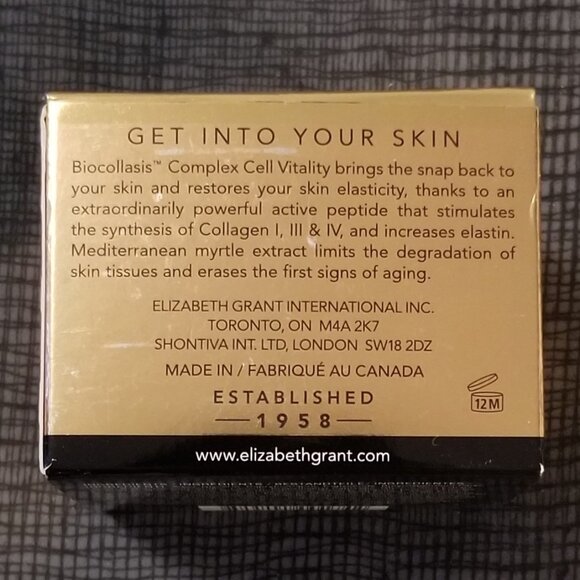 GET INTO YOUR SKIN
Biocollasis™ Complex Cell Vitality brings the snap back to
your skin and restores your skin elasticity, thanks to an
extraordinarily powerful active peptide that stimulates
the synthesis of Collagen I, III & IV, and increases elastin.
Mediterranean myrtle extract limits the degradation of
skin tissues and erases the first signs of aging.
ELIZABETH GRANT INTERNATIONAL INC.
TORONTO, ON M4A 2K7
SHONTIVA INT. LTD, LONDON SW18 2DZ
MADE IN / FABRIQUÉ AU CANADA
ESTABLISHED
1958
12M
www.elizabethgrant.com